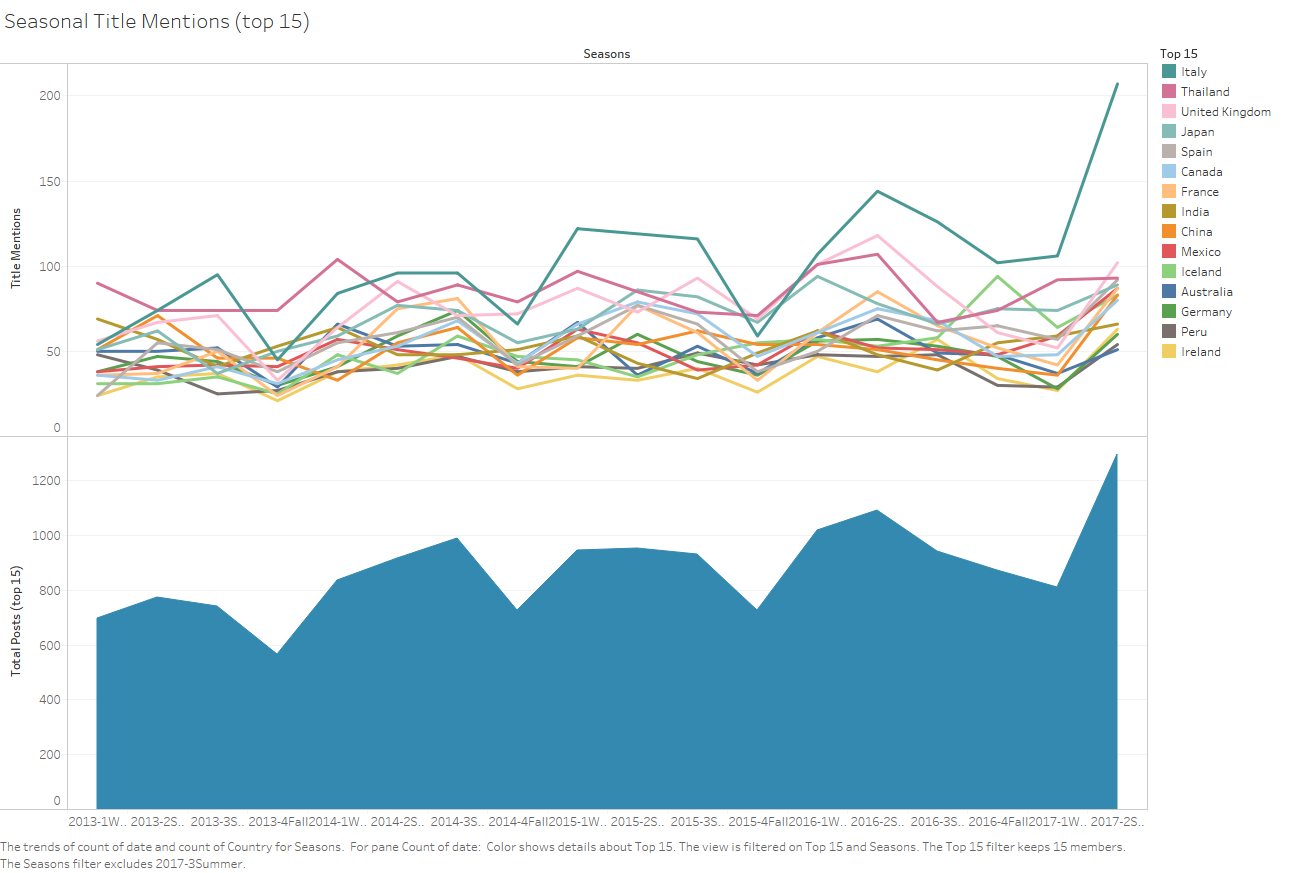 Seasonal Title Mentions (top 15)
Seasons
Top 15
Italy
Thailand
United Kingdom
Japan
Spain
Canada
France
India
China
Mexico
Iceland
Australia
Germany
Peru
Ireland
Title Mentions
200
150
100
50
0
Total Posts (top 15)
1200
1000
800
600
400
200
0
2013-1W.. 2013-2S.. 2013-3S.. 2013-4Fall 2014-1W.. 2014-2S.. 2014-3S.. 2014-4Fall 2015-1W.. 2015-2S.. 2015-3S.. 2015-4Fall 2016-1W.. 2016-2S.. 2016-3S.. 2016-4Fall 2017-1W.. 2017-2S..
The trends of count of date and count of Country for Seasons.  For pane Count of date:  Color shows details about Top 15. The view is filtered on Top 15 and Seasons. The Top 15 filter keeps 15 members.
The Seasons filter excludes 2017-3Summer.